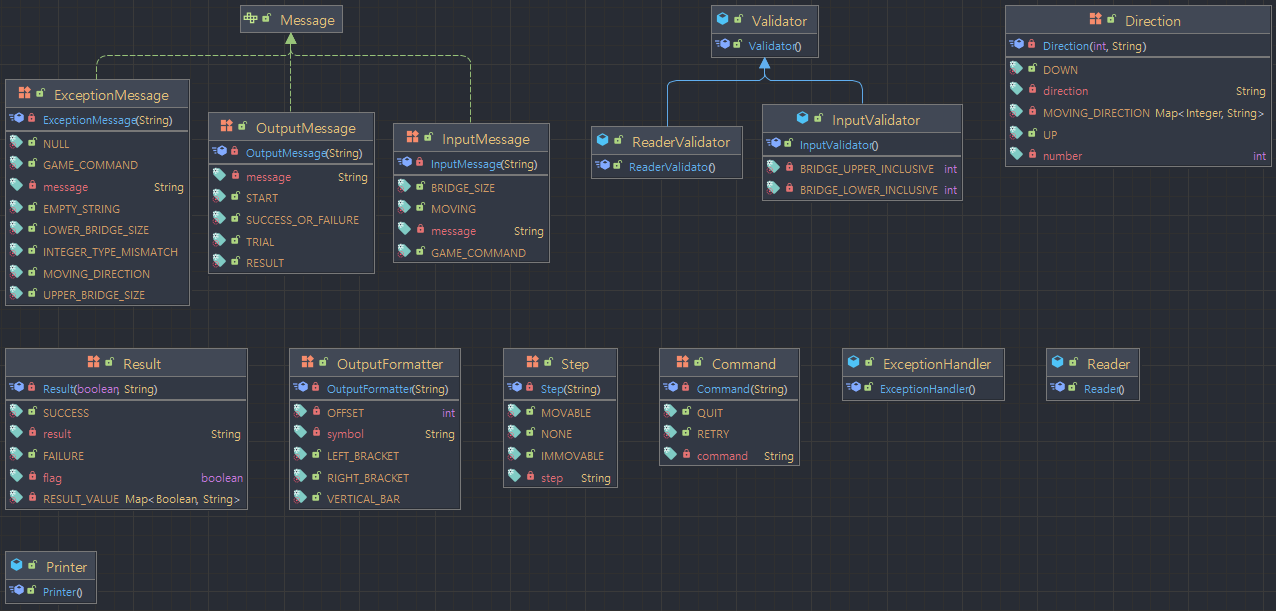 Message
ExceptionMessage
ExceptionMessage(String)
NULL
GAME_COMMAND
message String
EMPTY_STRING
LOWER_BRIDGE_SIZE
INTEGER_TYPE_MISMATCH
MOVING_DIRECTION
UPPER_BRIDGE_SIZE
OutputMessage
OutputMessage(String)
message String
START
SUCCESS_OR_FAILURE
TRIAL
RESULT
InputMessage
InputMessage(String)
BRIDGE_SIZE
MOVING
message String
GAME_COMMAND
Validator
Validator()
ReaderValidator
ReaderValidato()
InputValidator
InputValidator()
BRIDGE_UPPER_INCLUSIVE int
BRIDGE_LOWER_INCLUSIVE int
Direction
Direction(int, String)
DOWN
direction String
MOVING_DIRECTION Map<Integer, String>
UP
number int
Result
Result(boolean, String)
SUCCESS
result String
FAILURE
flag boolean
RESULT_VALUE Map<Boolean, String>
OutputFormatter
OutputFormatter(String)
OFFSET int
symbol String
LEFT_BRACKET
RIGHT_BRACKET
VERTICAL_BAR
Step
Step(String)
MOVABLE
NONE
IMMOVABLE
step String
Command
Command(String)
QUIT
RETRY
command String
ExceptionHandler
ExceptionHandler()
Reader
Reader()
Printer
Printer()